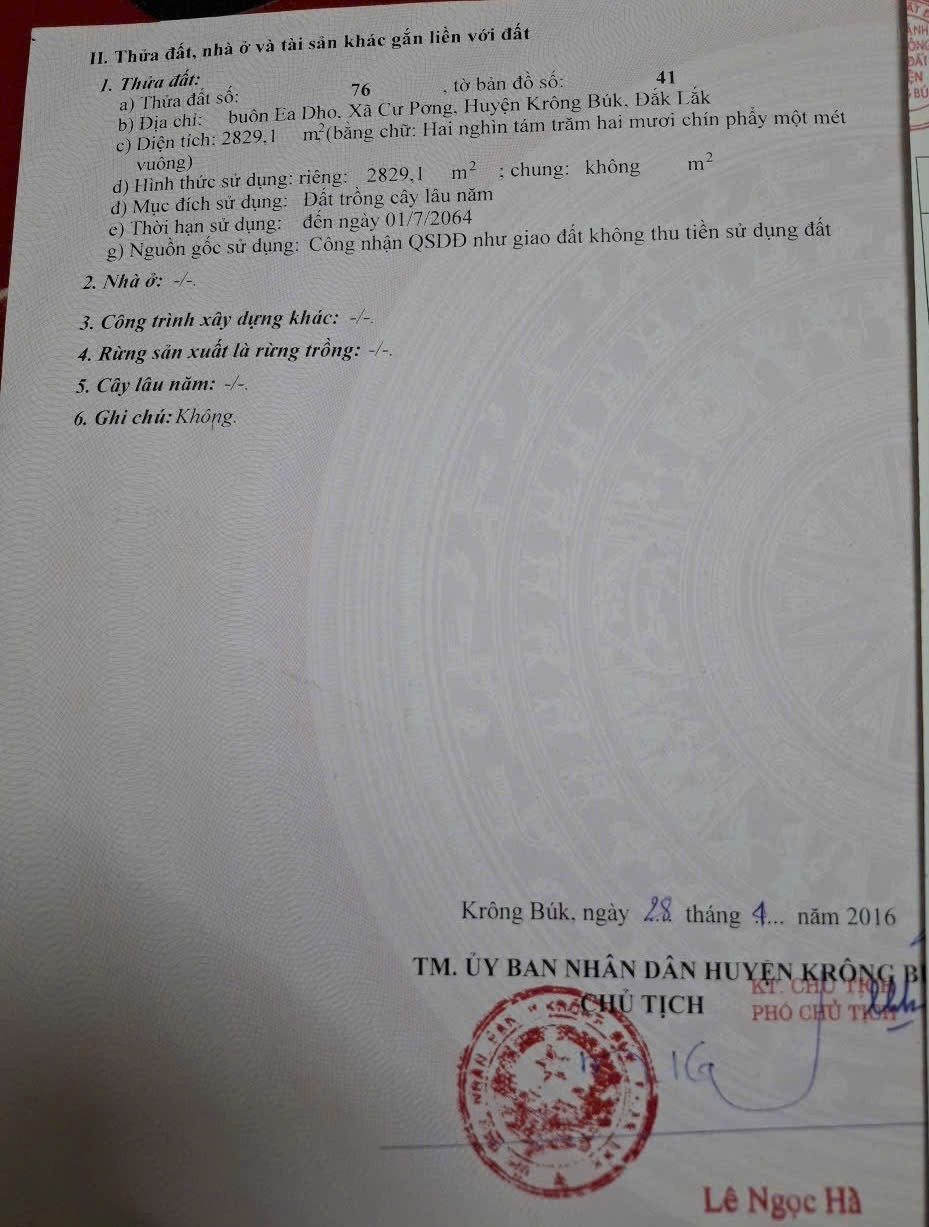 II. Thửa đất, nhà ở và tài sản khác gắn liền với đất
1. Thửa đất:
a) Thửa đất số: 76 , tờ bản đồ số: 41
b) Địa chỉ: buôn Ea Dho, Xã Cư Pơng, Huyện Krông Búk, Đắk Lắk
c) Diện tích: 2829,1 m² (bằng chữ: Hai nghìn tám trăm hai mươi chín phẩy một mét
vuông)
d) Hình thức sử dụng: riêng: 2829,1 m² ; chung: không m²
đ) Mục đích sử dụng: Đất trồng cây lâu năm
e) Thời hạn sử dụng: đến ngày 01/7/2064
g) Nguồn gốc sử dụng: Công nhận QSDĐ như giao đất không thu tiền sử dụng đất
2. Nhà ở: -/-.
3. Công trình xây dựng khác: -/-.
4. Rừng sản xuất là rừng trồng: -/-.
5. Cây lâu năm: -/-.
6. Ghi chú: Không.
Krông Búk, ngày 28 tháng 4... năm 2016
TM. ỦY BAN NHÂN DÂN HUYỆN KRÔNG
CHỦ TỊCH
KT. CHỦ TỊCH
PHÓ CHỦ TỊCH
Lê Ngọc Hà